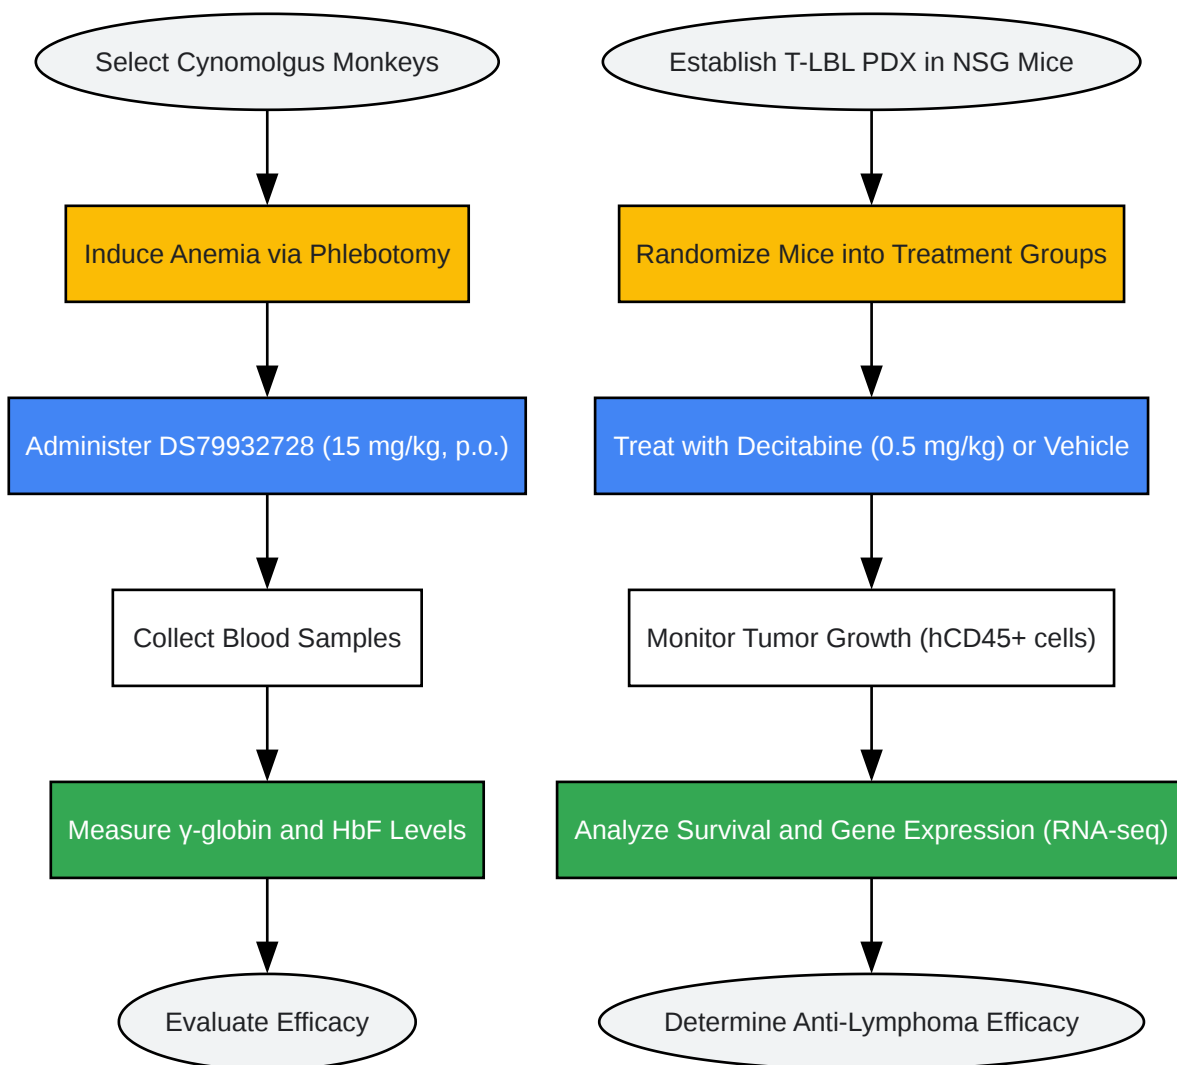 Select Cynomolgus Monkeys
Induce Anemia via Phlebotomy
Administer DS79932728 (15 mg/kg, p.o.)
Collect Blood Samples
Measure γ-globin and HbF Levels
Evaluate Efficacy
Establish T-LBL PDX in NSG Mice
Randomize Mice into Treatment Groups
Treat with Decitabine (0.5 mg/kg) or Vehicle
Monitor Tumor Growth (hCD45+ cells)
Analyze Survival and Gene Expression (RNA-seq)
Determine Anti-Lymphoma Efficacy